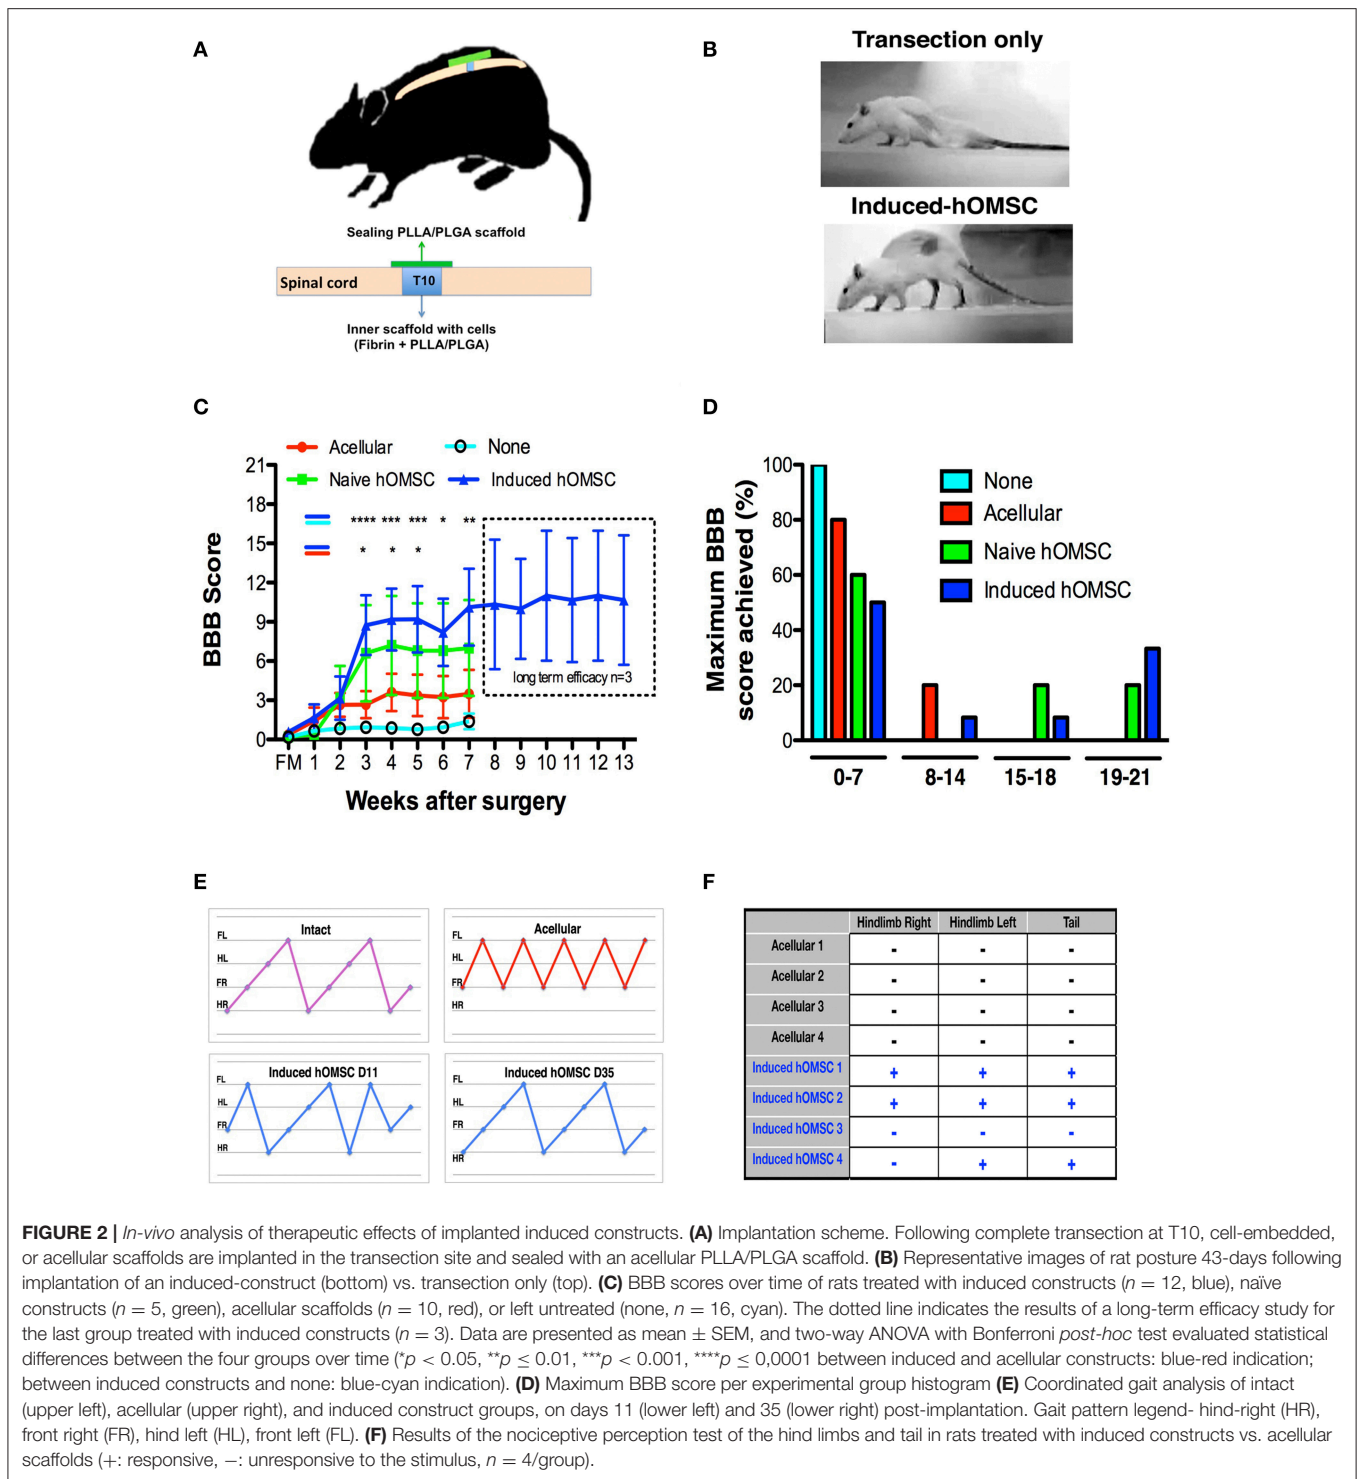 A
Sealing PLLA/PLGA scaffold
Spinal cord
T10
Inner scaffold with cells
(Fibrin + PLLA/PLGA)
B
Transection only
Induced-hOMSC
C
Acellular
None
Naive hOMSC
Induced hOMSC
BBB Score
21
18
15
12
9
6
3
0
**** *** *** * **
* * *
long term efficacy n=3
FM 1 2 3 4 5 6 7 8 9 10 11 12 13
Weeks after surgery
D
Maximum BBB
score achieved (%)
100
80
60
40
20
0
None
Acellular
Naive hOMSC
Induced hOMSC
0-7 8-14 15-18 19-21
E
Intact
FL
HL
FR
HR
Acellular
FL
HL
FR
HR
Induced hOMSC D11
FL
HL
FR
HR
Induced hOMSC D35
FL
HL
FR
HR
F
Hindlimb Right Hindlimb Left Tail
Acellular 1 - - -
Acellular 2 - - -
Acellular 3 - - -
Acellular 4 - - -
Induced hOMSC 1 + + +
Induced hOMSC 2 + + +
Induced hOMSC 3 - - -
Induced hOMSC 4 - + +
FIGURE 2 | In-vivo analysis of therapeutic effects of implanted induced constructs. (A) Implantation scheme. Following complete transection at T10, cell-embedded,
or acellular scaffolds are implanted in the transection site and sealed with an acellular PLLA/PLGA scaffold. (B) Representative images of rat posture 43-days following
implantation of an induced-construct (bottom) vs. transection only (top). (C) BBB scores over time of rats treated with induced constructs (n = 12, blue), naïve
constructs (n = 5, green), acellular scaffolds (n = 10, red), or left untreated (none, n = 16, cyan). The dotted line indicates the results of a long-term efficacy study for
the last group treated with induced constructs (n = 3). Data are presented as mean ± SEM, and two-way ANOVA with Bonferroni post-hoc test evaluated statistical
differences between the four groups over time (*p < 0.05, **p ≤ 0.01, ***p < 0.001, ****p ≤ 0,0001 between induced and acellular constructs: blue-red indication;
between induced constructs and none: blue-cyan indication). (D) Maximum BBB score per experimental group histogram (E) Coordinated gait analysis of intact
(upper left), acellular (upper right), and induced construct groups, on days 11 (lower left) and 35 (lower right) post-implantation. Gait pattern legend- hind-right (HR),
front right (FR), hind left (HL), front left (FL). (F) Results of the nociceptive perception test of the hind limbs and tail in rats treated with induced constructs vs. acellular
scaffolds (+: responsive, −: unresponsive to the stimulus, n = 4/group).